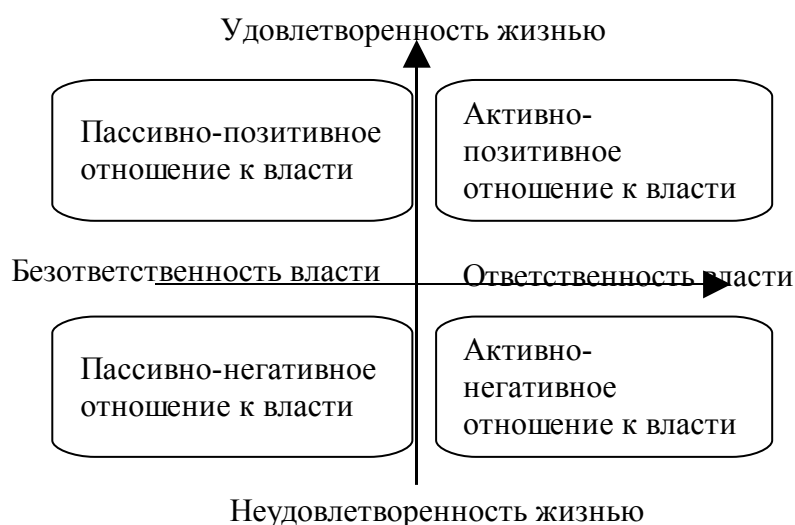 Удовлетворенность жизнью
Пассивно-позитивное
отношение к власти
Активно-
позитивное
отношение к власти
Безответственность власти
Ответственность власти
Пассивно-негативное
отношение к власти
Активно-
негативное
отношение к власти
Неудовлетворенность жизнью